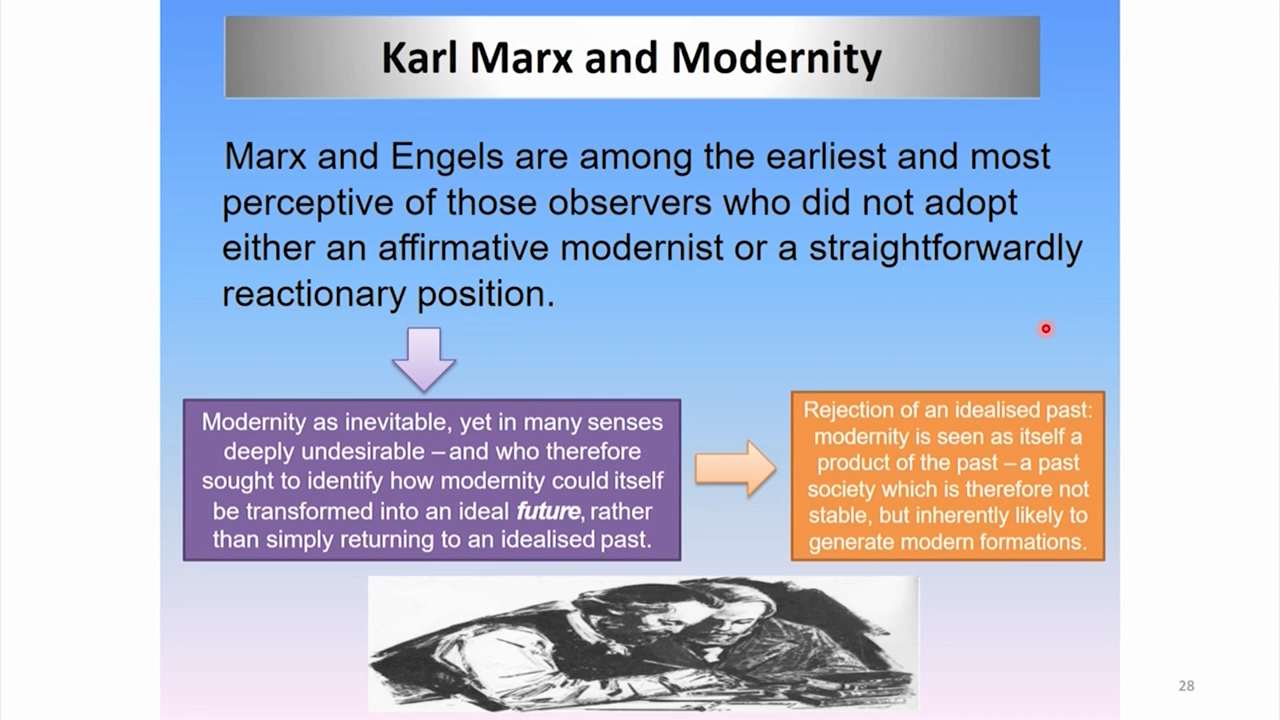 Karl Marx and Modernity
Marx and Engels are among the earliest and most
perceptive of those observers who did not adopt
either an affirmative modernist or a straightforwardly
reactionary position.
Modernity as inevitable, yet in many senses
deeply undesirable – and who therefore
sought to identify how modernity could itself
be transformed into an ideal future, rather
than simply returning to an idealised past.
Rejection of an idealised past:
modernity is seen as itself a
product of the past – a past
society which is therefore not
stable, but inherently likely to
generate modern formations.
28